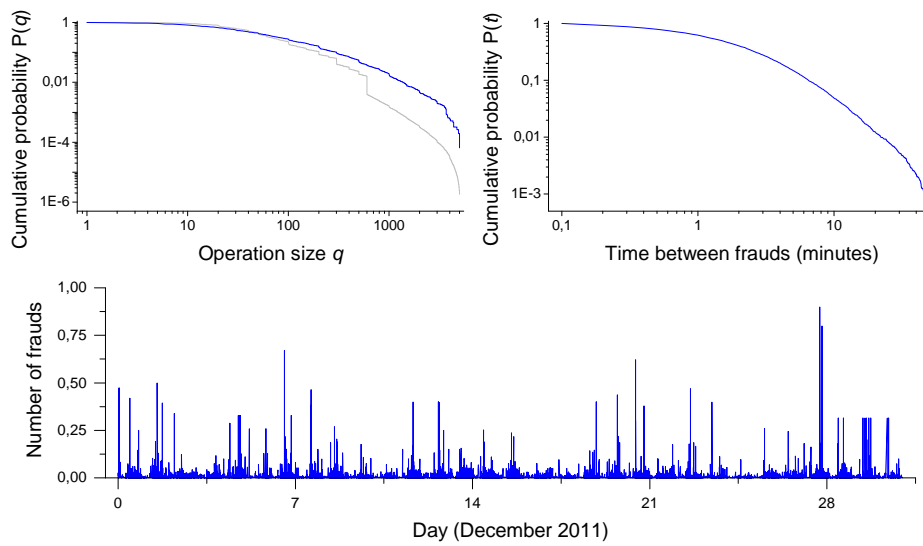 Cumulative probability P(q)
1
0,01
1E-4
1E-6
1
10
100
1000
Operation size q
Cumulative probability P(t)
1
0,1
0,01
1E-3
0,1
1
10
Time between frauds (minutes)
Number of frauds
1,00
0,75
0,50
0,25
0,00
0
7
14
21
28
Day (December 2011)